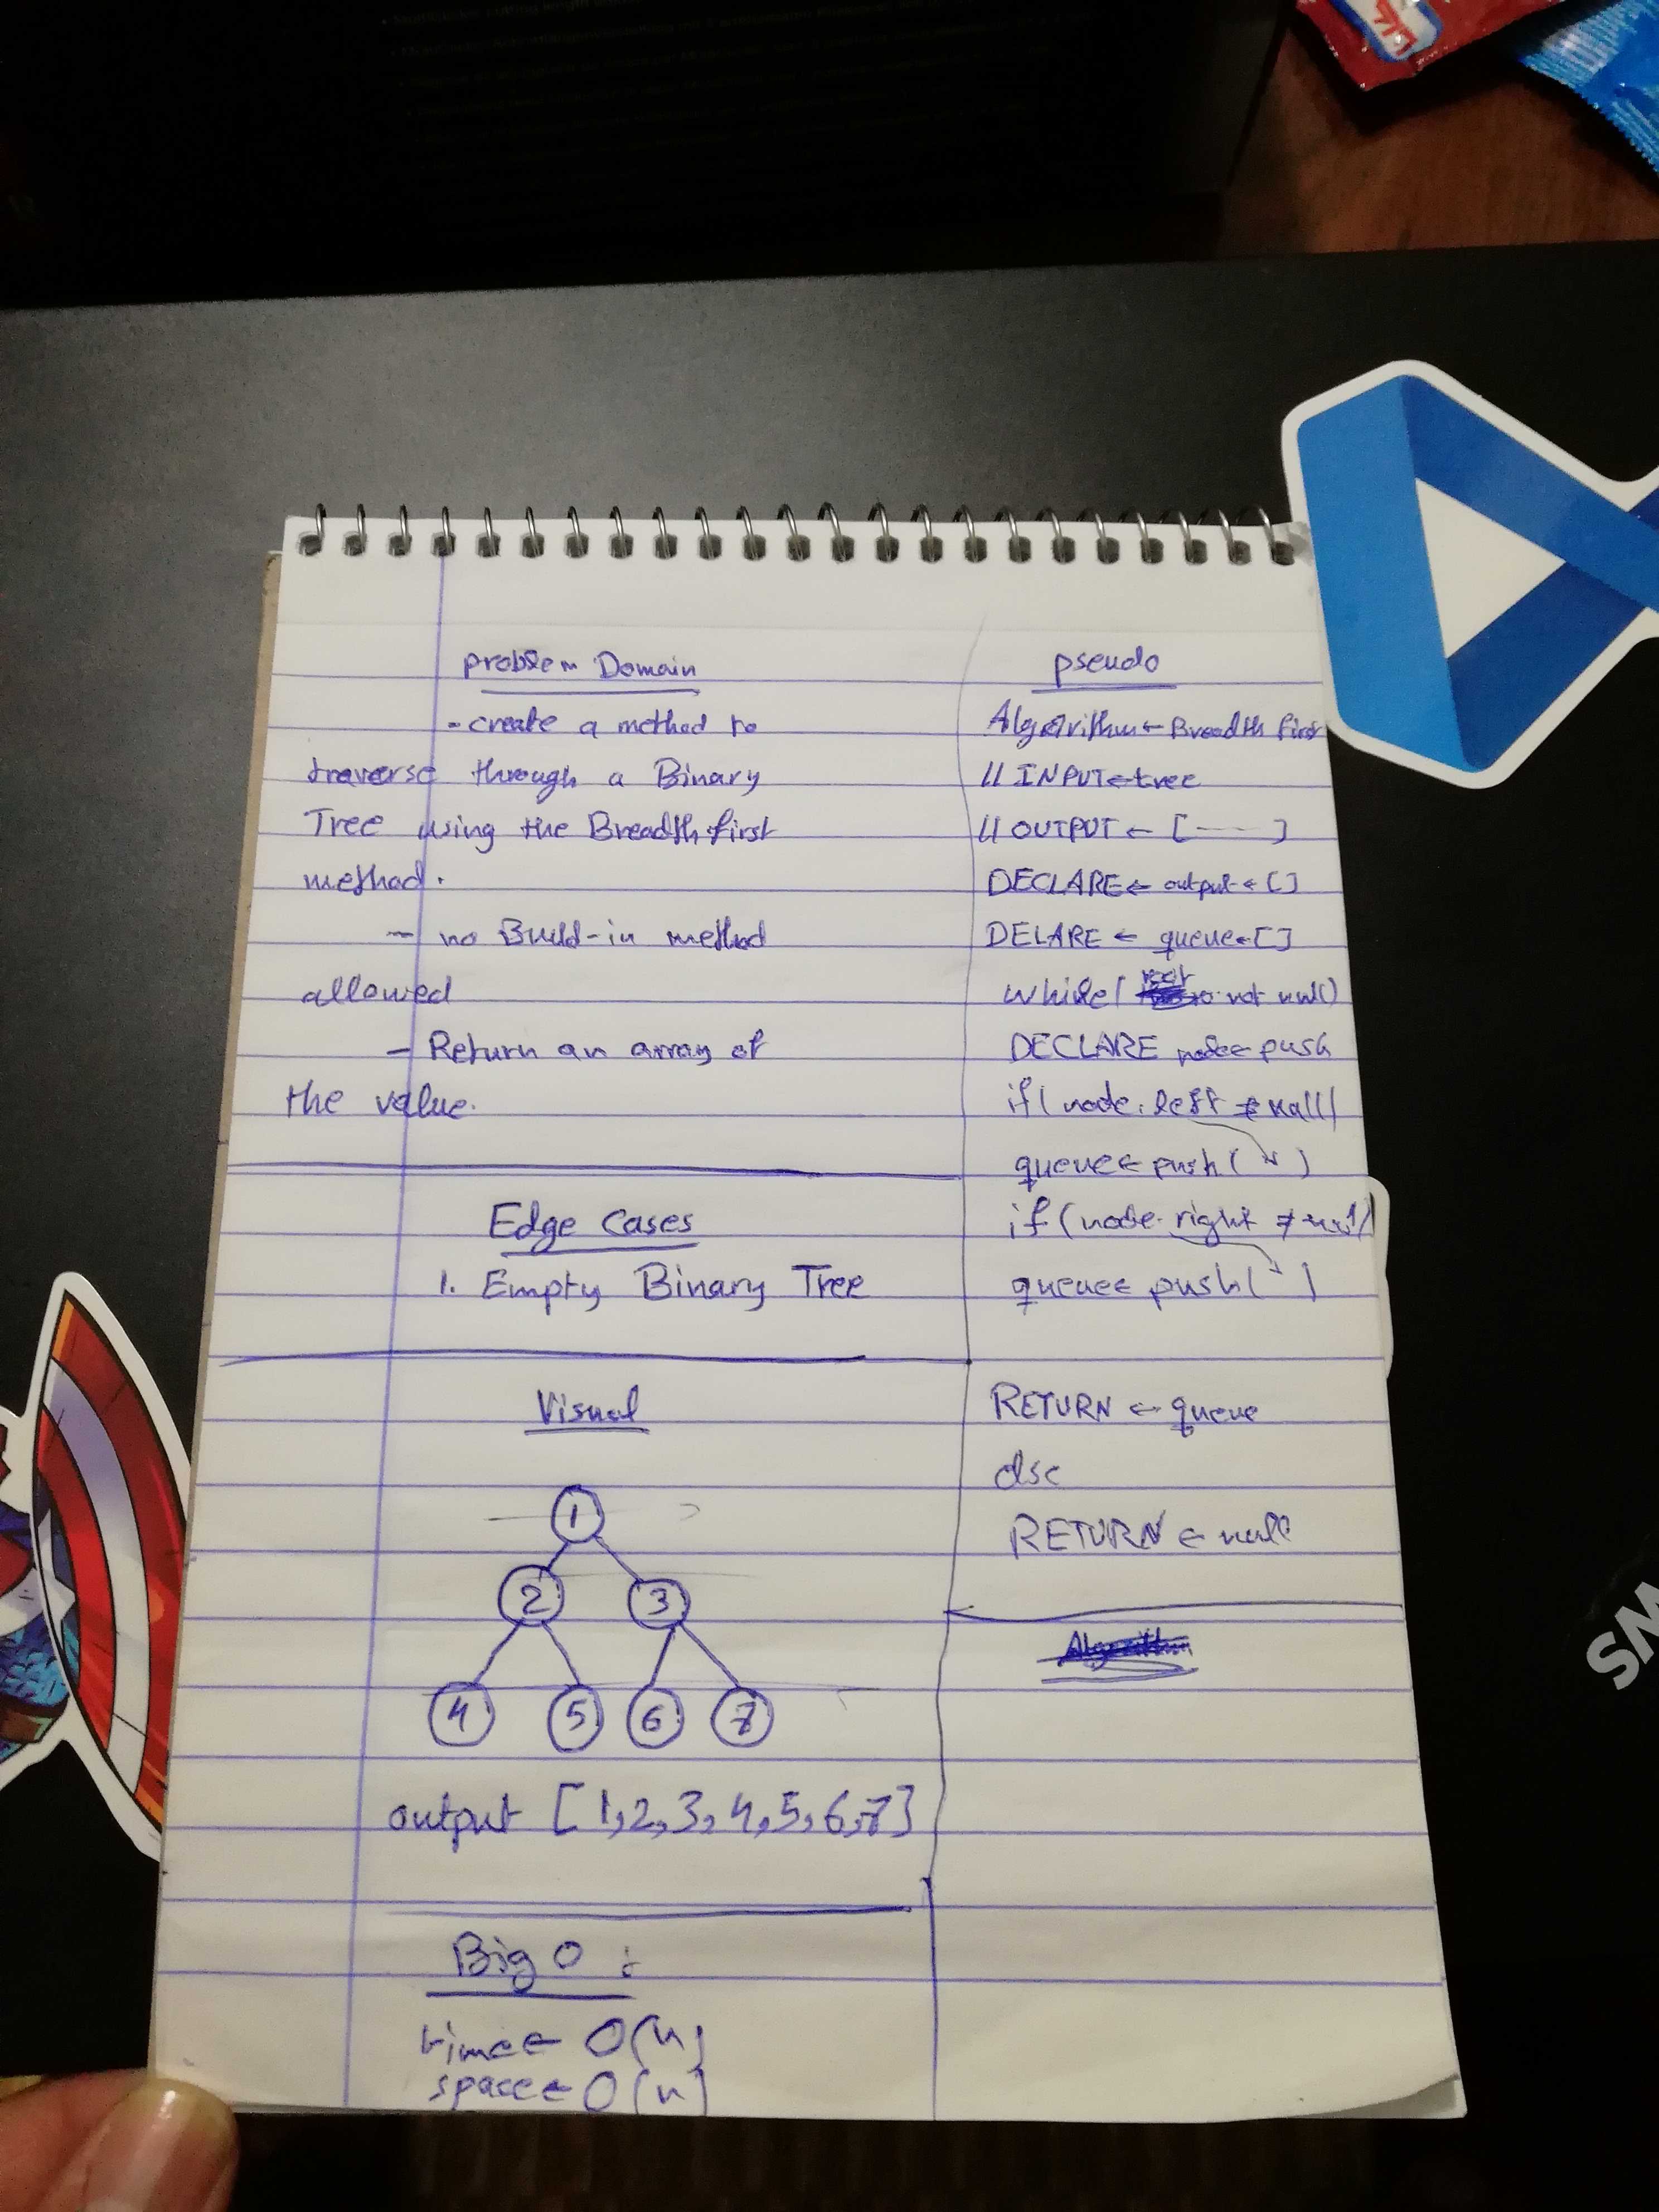 problem Domain
- create a method to
traverse through a Binary
Tree using the Breadth first
method.
- no Build-in method
allowed
- Return an array of
the value.
Edge Cases
1. Empty Binary Tree
Visual
1
2 3
4 5 6 7
output [1,2,3,4,5,6,7]
Big O :
time ← O(n)
space ← O(n)
pseudo
Algorithm ← Breadth first
// INPUT ← tree
// OUTPUT ← [----]
DECLARE ← output ← []
DELARE ← queue ← []
while( root not null)
DECLARE node ← push
if(node.left ≠ null)
queue ← push( )
if(node.right ≠ null)
queue ← push( )
RETURN ← queue
else
RETURN ← null
Algorithm
SM